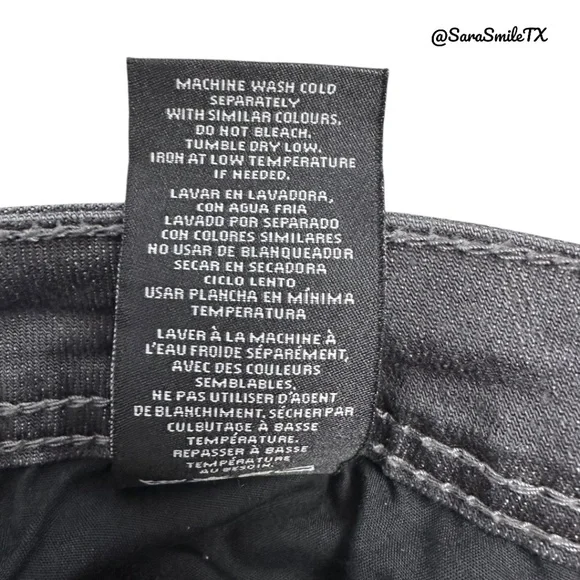 @SaraSmileTX
MACHINE WASH COLD
SEPARATELY
WITH SIMILAR COLOURS,
DO NOT BLEACH.
TUMBLE DRY LOW.
IRON AT LOW TEMPERATURE
IF NEEDED.
LAVAR EN LAVADORA,
CON AGUA FRIA
LAVADO POR SEPARADO
CON COLORES SIMILARES
NO USAR DE BLANQUEADOR
SECAR EN SECADORA
CICLO LENTO
USAR PLANCHA EN MÍNIMA
TEMPERATURA
LAVER À LA MACHINE À
L'EAU FROIDE SÉPARÉMENT,
AVEC DES COULEURS
SEMBLABLES,
NE PAS UTILISER D'AGENT
DE BLANCHIMENT. SÉCHER PAR
CULBUTAGE À BASSE
TEMPÉRATURE.
REPASSER À BASSE
TEMPÉRATURE
AU BESOIN.